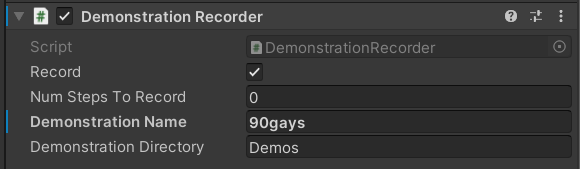 Demonstration Recorder
Script DemonstrationRecorder
Record
Num Steps To Record 0
Demonstration Name 90gays
Demonstration Directory Demos